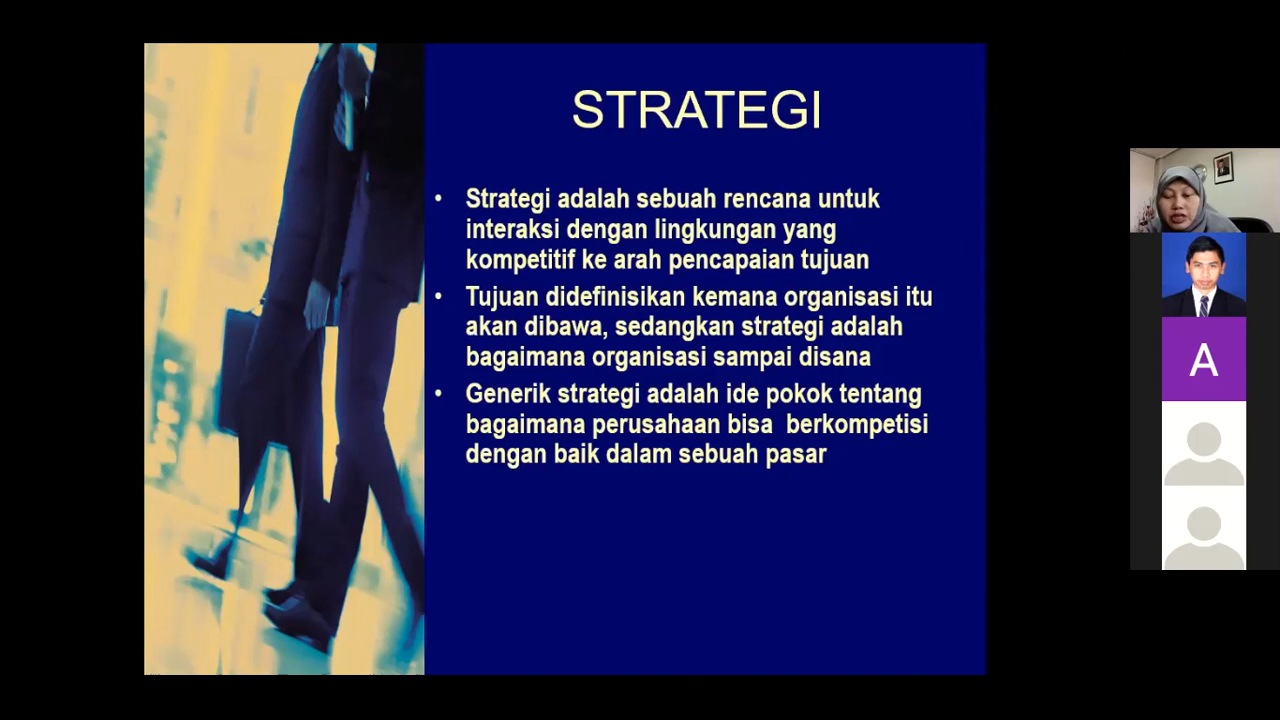 STRATEGI
• Strategi adalah sebuah rencana untuk
interaksi dengan lingkungan yang
kompetitif ke arah pencapaian tujuan
• Tujuan didefinisikan kemana organisasi itu
akan dibawa, sedangkan strategi adalah
bagaimana organisasi sampai disana
• Generik strategi adalah ide pokok tentang
bagaimana perusahaan bisa  berkompetisi
dengan baik dalam sebuah pasar
A